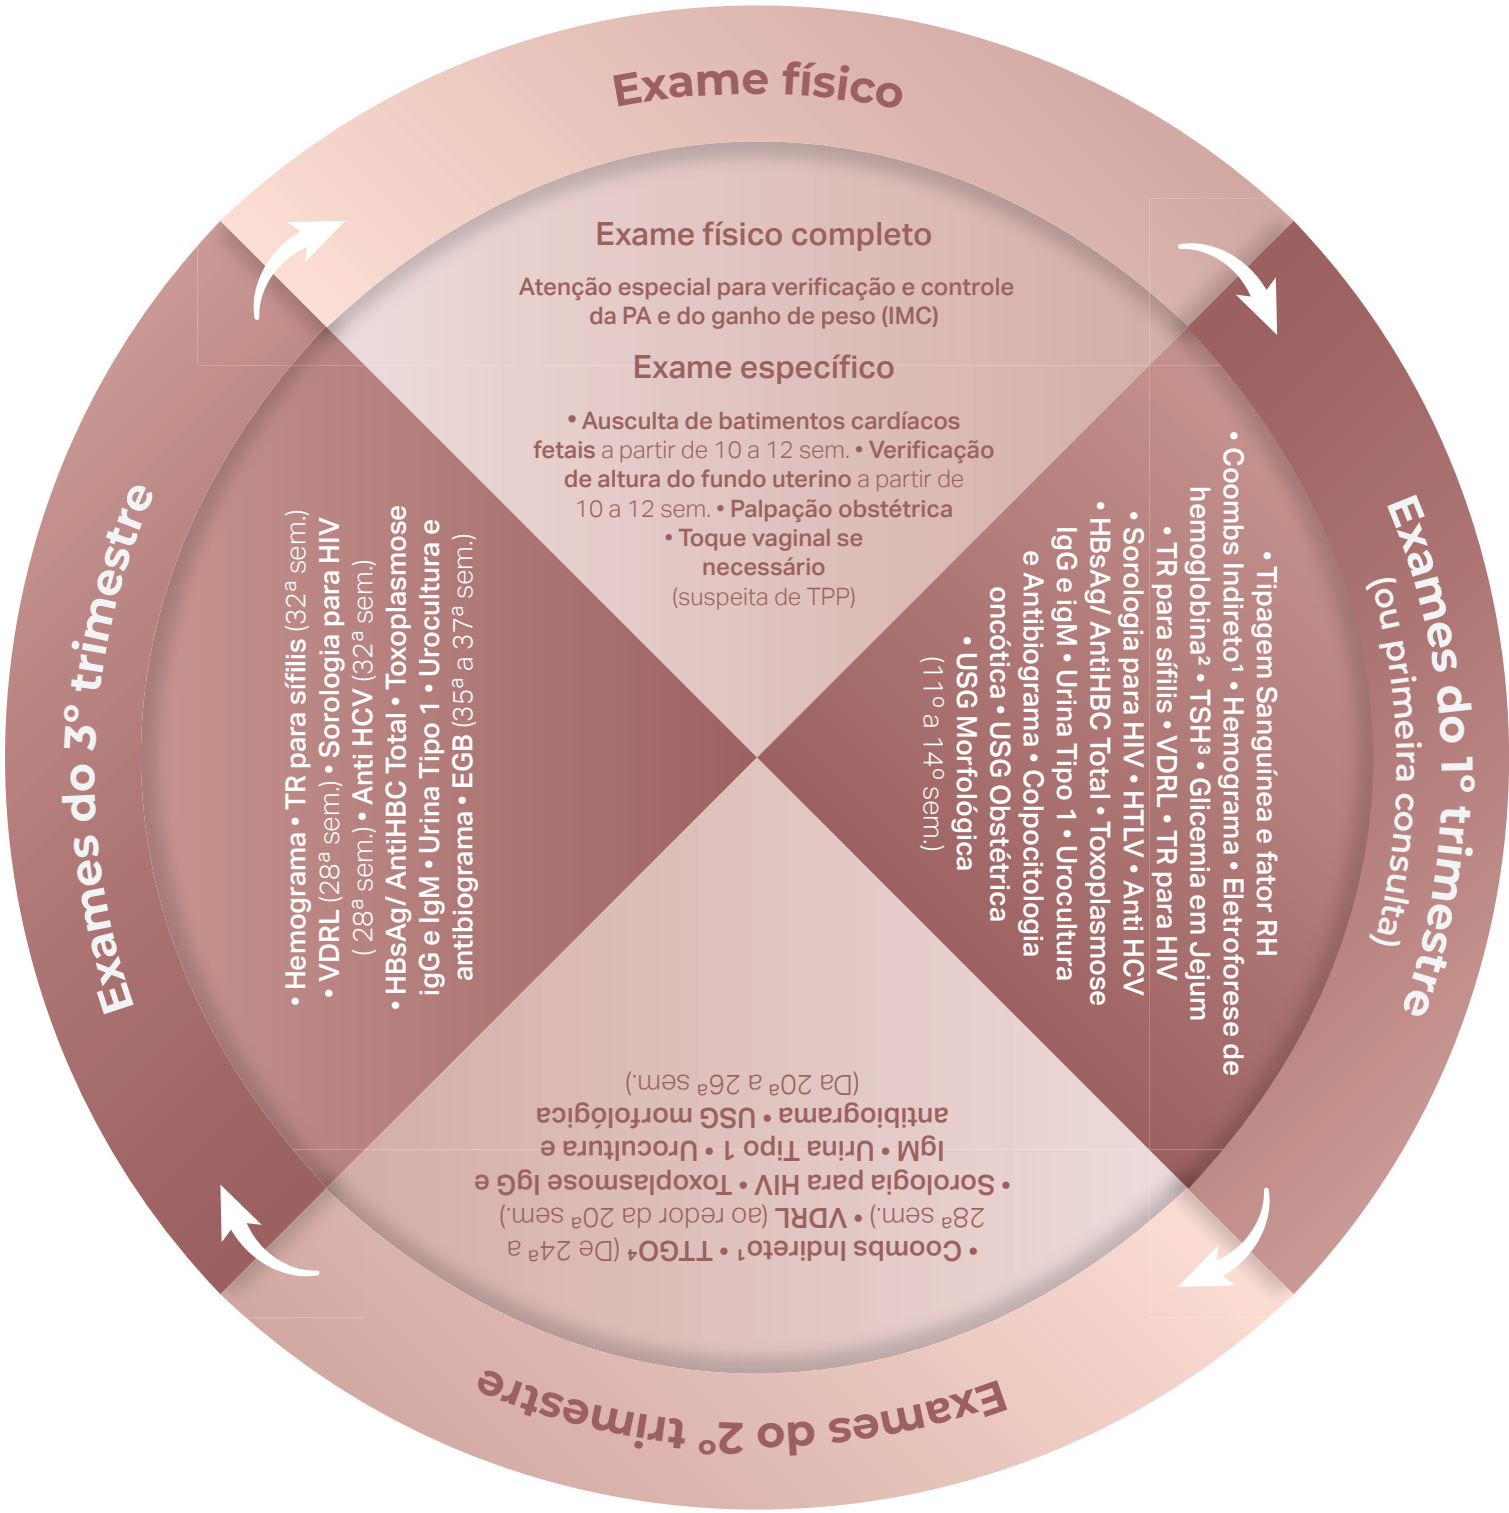 Exame físico
Exame físico completo
Atenção especial para verificação e controle
da PA e do ganho de peso (IMC)
Exame específico
• Ausculta de batimentos cardíacos
fetais a partir de 10 a 12 sem. • Verificação
de altura do fundo uterino a partir de
10 a 12 sem. • Palpação obstétrica
• Toque vaginal se
necessário
(suspeita de TPP)
Exames do 1º trimestre
(ou primeira consulta)
• Tipagem Sanguínea e fator RH
• Coombs Indireto¹ • Hemograma • Eletroforese de
hemoglobina² • TSH³ • Glicemia em Jejum
• TR para sífilis • VDRL • TR para HIV
• Sorologia para HIV • HTLV • Anti HCV
• HBsAg/ AntiHBC Total • Toxoplasmose
IgG e igM • Urina Tipo 1 • Urocultura
e Antibiograma • Colpocitologia
oncótica • USG Obstétrica
• USG Morfológica
(11º a 14º sem.)
Exames do 2º trimestre
• Coombs Indireto¹ • TTGO⁴ (De 24ª a
28ª sem.) • VDRL (ao redor da 20ª sem.)
• Sorologia para HIV • Toxoplasmose IgG e
IgM • Urina Tipo 1 • Urocultura e
antibiograma • USG morfológica
(Da 20ª a 26ª sem.)
Exames do 3º trimestre
• Hemograma • TR para sífilis (32ª sem.)
• VDRL (28ª sem.) • Sorologia para HIV
( 28ª sem.) • Anti HCV (32ª sem.)
• HBsAg/ AntiHBC Total • Toxoplasmose
igG e IgM • Urina Tipo 1 • Urocultura e
antibiograma • EGB (35ª a 37ª sem.)